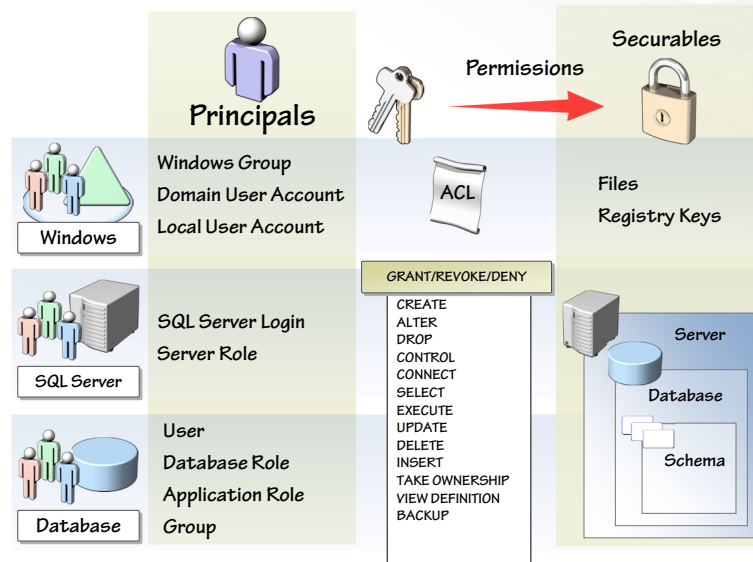 Principals
Permissions
Securables
Windows
Windows Group
Domain User Account
Local User Account
ACL
Files
Registry Keys
SQL Server
SQL Server Login
Server Role
GRANT/REVOKE/DENY
CREATE
ALTER
DROP
CONTROL
CONNECT
SELECT
EXECUTE
UPDATE
DELETE
INSERT
TAKE OWNERSHIP
VIEW DEFINITION
BACKUP
Server
Database
Schema
Database
User
Database Role
Application Role
Group